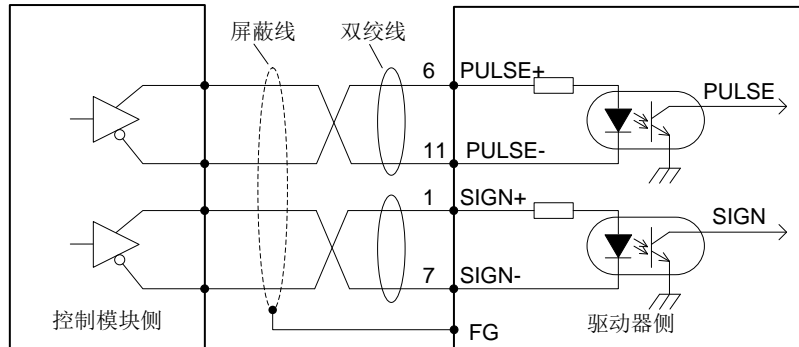 屏蔽线 双绞线
6 PULSE+
PULSE
11 PULSE-
1 SIGN+
SIGN
7 SIGN-
控制模块侧
FG
驱动器侧